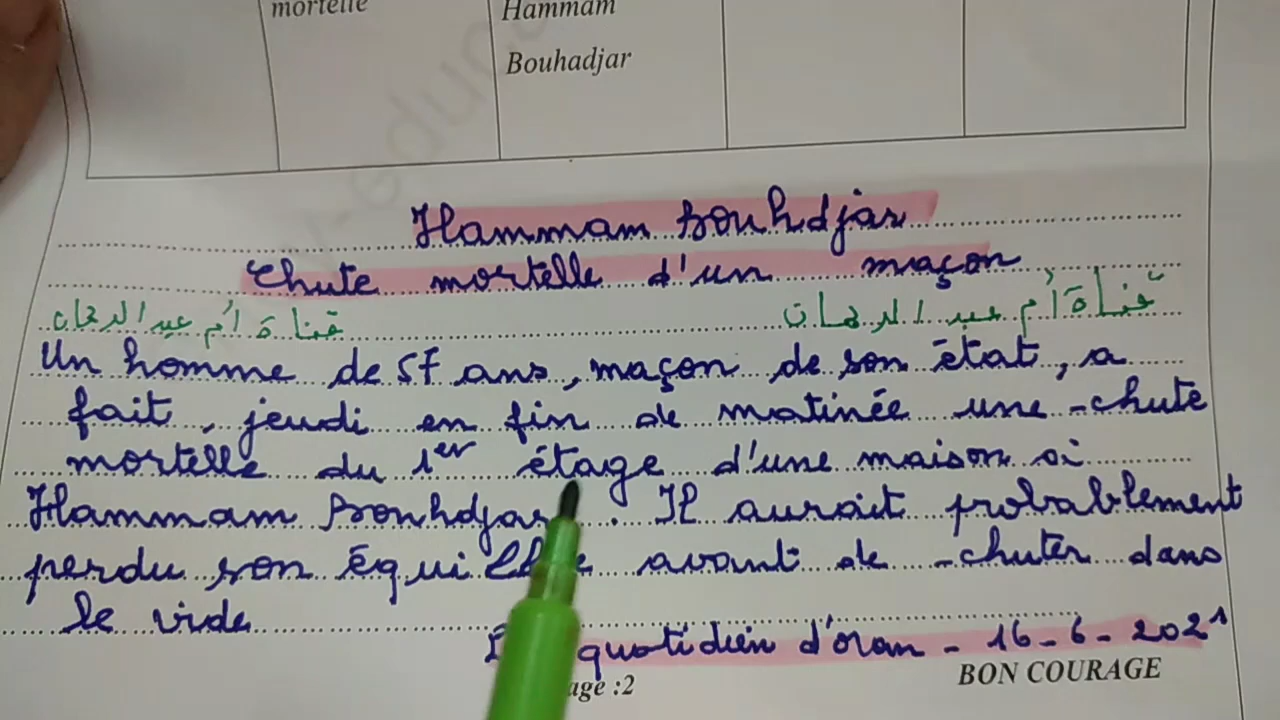 mortelle
Hammam
Bouhadjar
Hammam Bouhdjar
Chute mortelle d'un maçon
قناة أم عبد الرحمان قناة أم عبد الرحمان
Un homme de 57 ans, maçon de son état, a
fait, jeudi en fin de matinée une chute
mortelle du 1er étage d'une maison à
Hammam Bouhdjar. Il aurait probablement
perdu son équilibre avant de chuter dans
le vide
quotidien d'oran - 16-6-2021
age :2
BON COURAGE